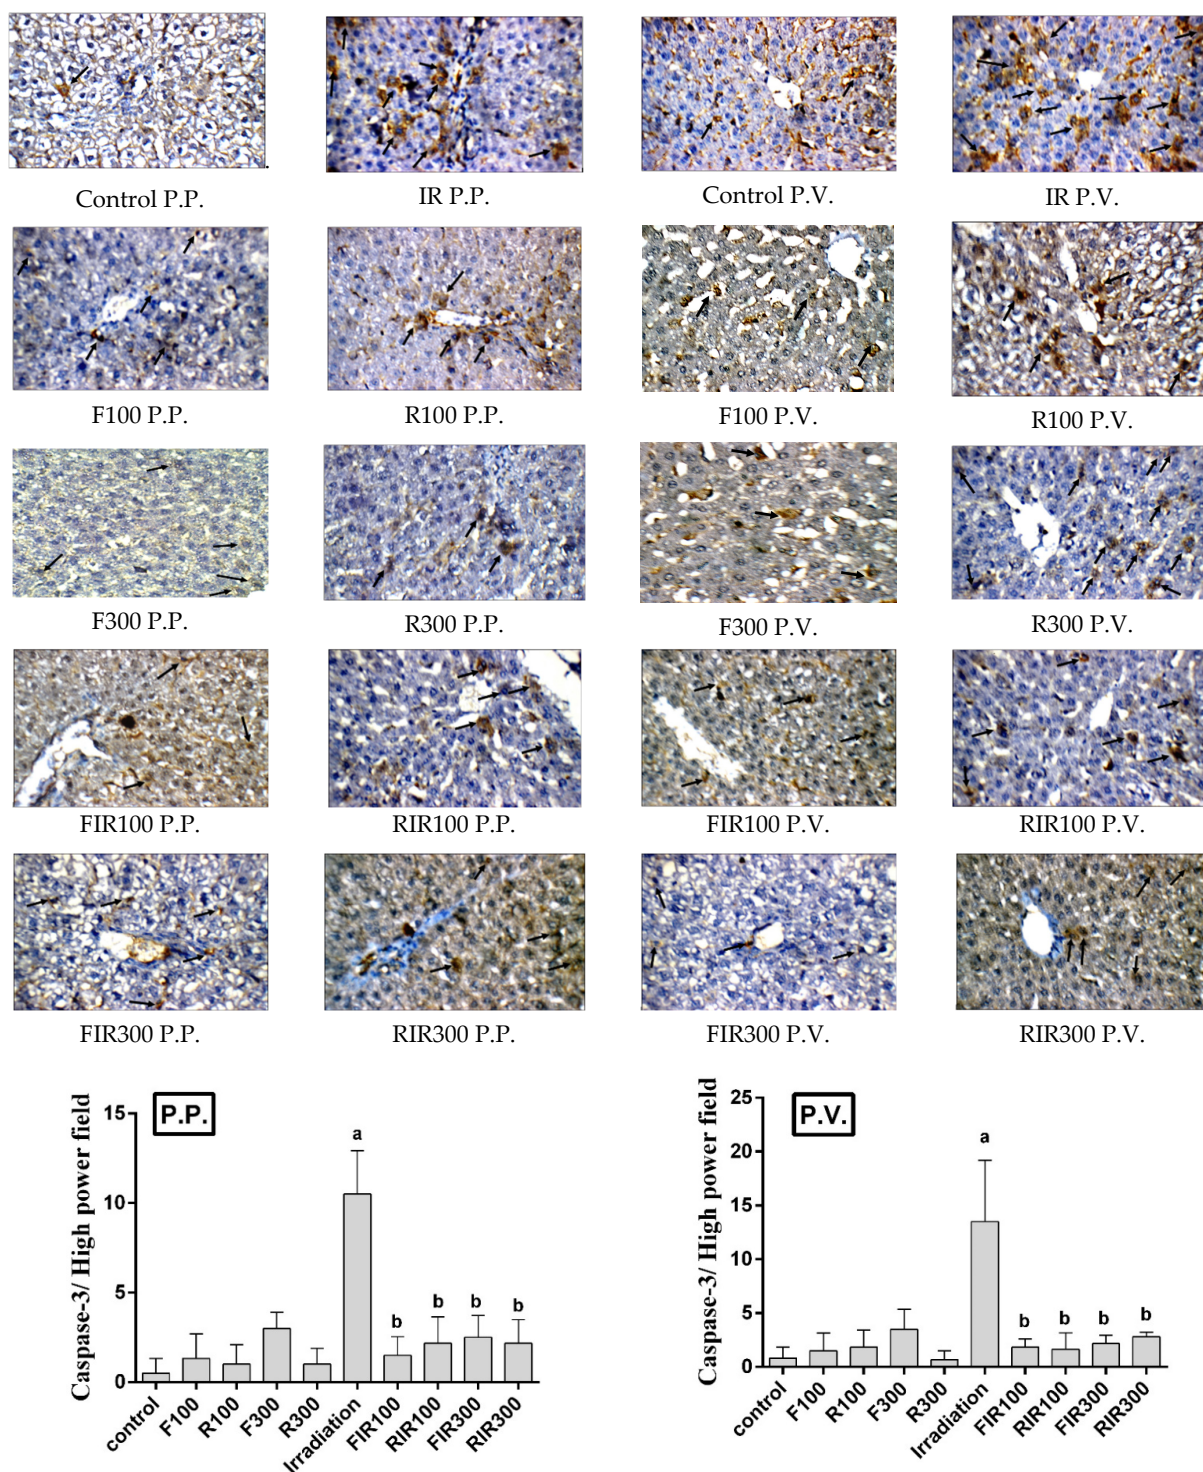 Control P.P.
IR P.P.
Control P.V.
IR P.V.
F100 P.P.
R100 P.P.
F100 P.V.
R100 P.V.
F300 P.P.
R300 P.P.
F300 P.V.
R300 P.V.
FIR100 P.P.
RIR100 P.P.
FIR100 P.V.
RIR100 P.V.
FIR300 P.P.
RIR300 P.P.
FIR300 P.V.
RIR300 P.V.
P.P.
Caspase-3/ High power field
15
10
5
0
a
b
b
b
b
control
F100
R100
F300
R300
Irradiation
FIR100
RIR100
FIR300
RIR300
P.V.
Caspase-3/ High power field
25
20
15
10
5
0
a
b
b
b
b
control
F100
R100
F300
R300
Irradiation
FIR100
RIR100
FIR300
RIR300